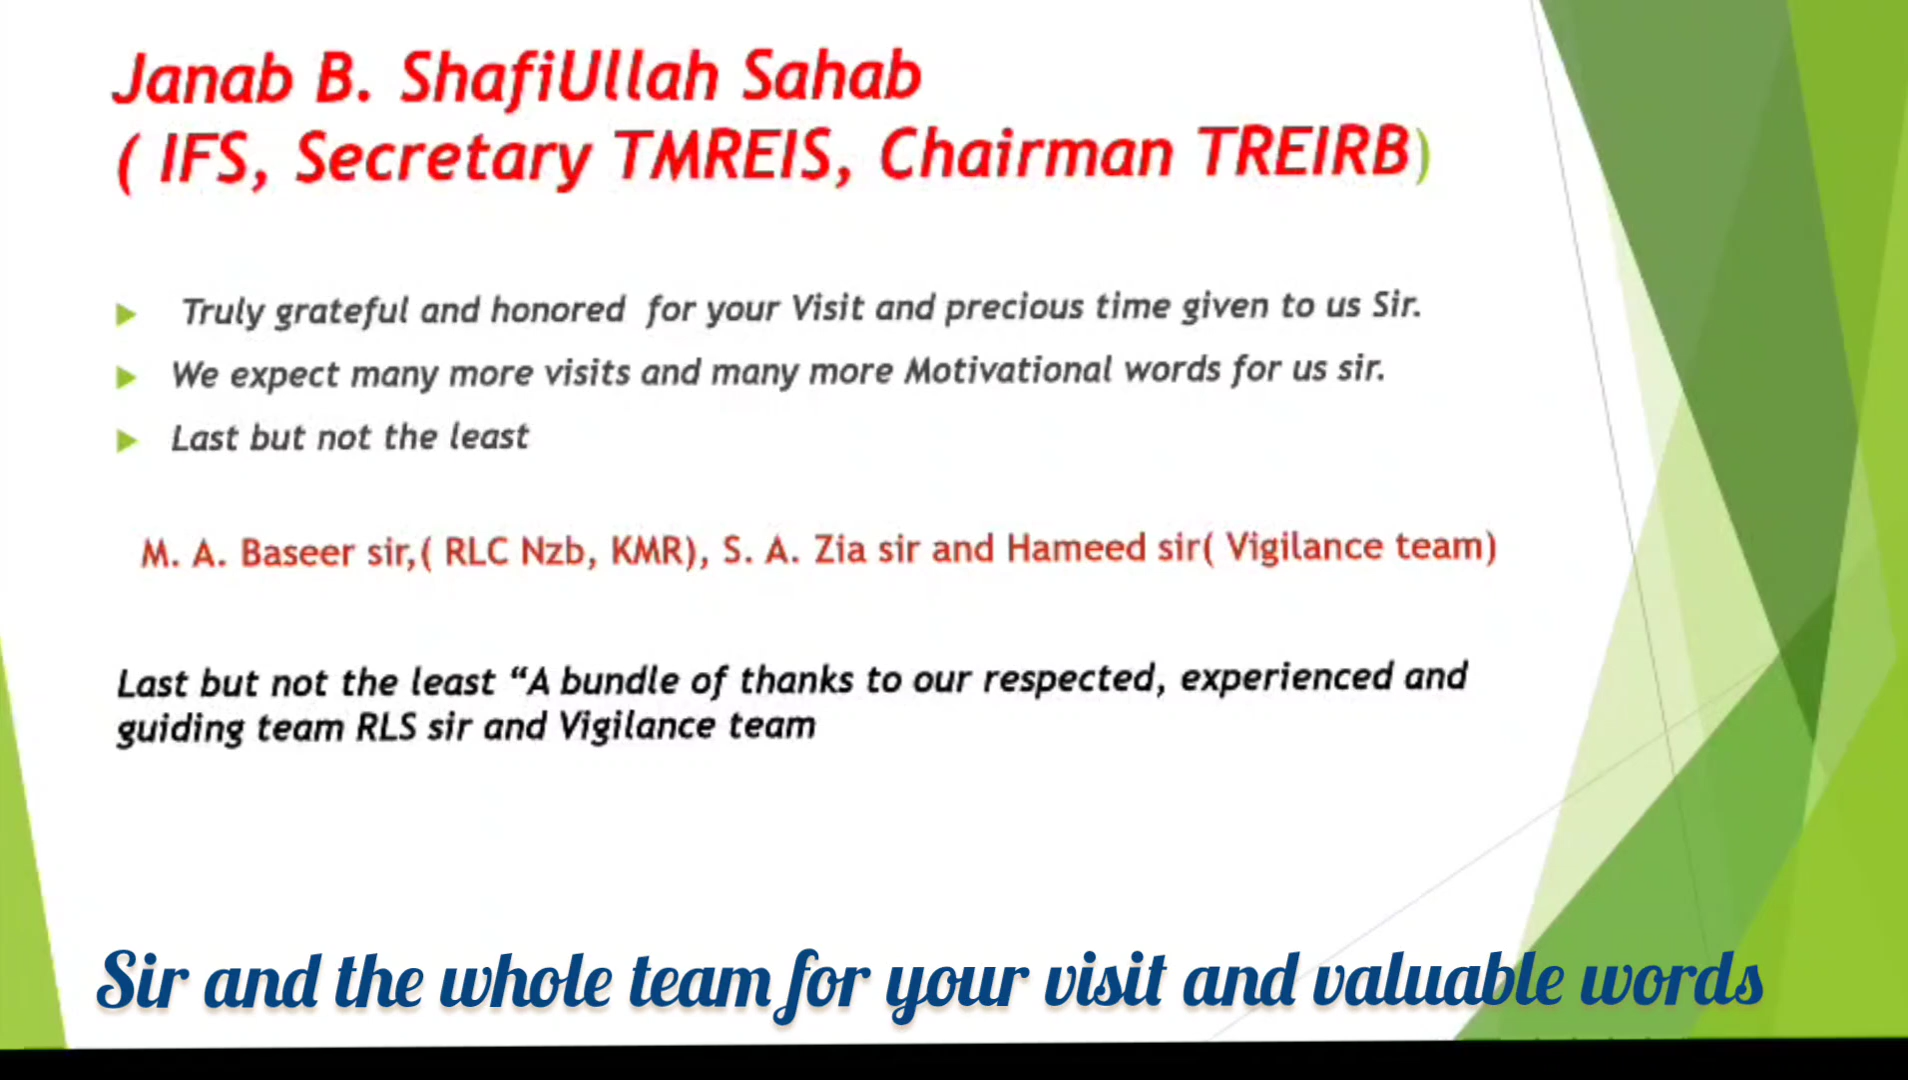 Janab B. ShafiUllah Sahab
( IFS, Secretary TMREIS, Chairman TREIRB)
Truly grateful and honored for your Visit and precious time given to us Sir.
We expect many more visits and many more Motivational words for us sir.
Last but not the least
M. A. Baseer sir,( RLC Nzb, KMR), S. A. Zia sir and Hameed sir( Vigilance team)
Last but not the least “A bundle of thanks to our respected, experienced and
guiding team RLS sir and Vigilance team
Sir and the whole team for your visit and valuable words